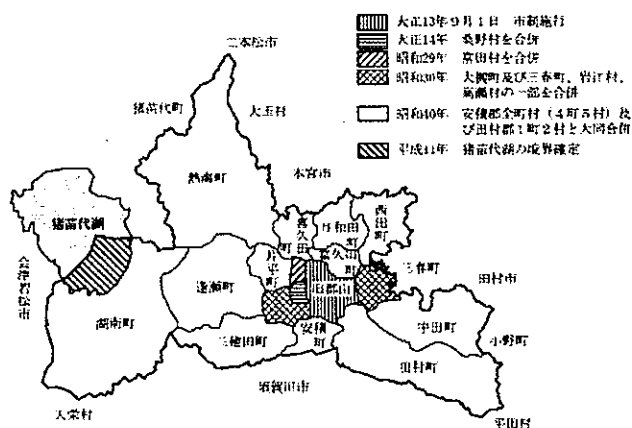 大正13年9月1日 市制施行
大正14年 桑野村を合併
昭和29年 富田村を合併
昭和30年 大槻町及び三春町、岩江村、
高瀬村の一部を合併
昭和40年 安積郡全町村（4町5村）及
び田村郡1町2村と大同合併
平成11年 猪苗代湖の境界確定
二本松市
猪苗代町
大玉村
熱海町
本宮市
喜久田町
日和田町
西田町
猪苗代湖
会津若松市
片平町
富久山町
三春町
田村市
逢瀬町
旧郡山
湖南町
安積町
中田町
小野町
三穂田町
田村町
須賀川市
天栄村
平田村